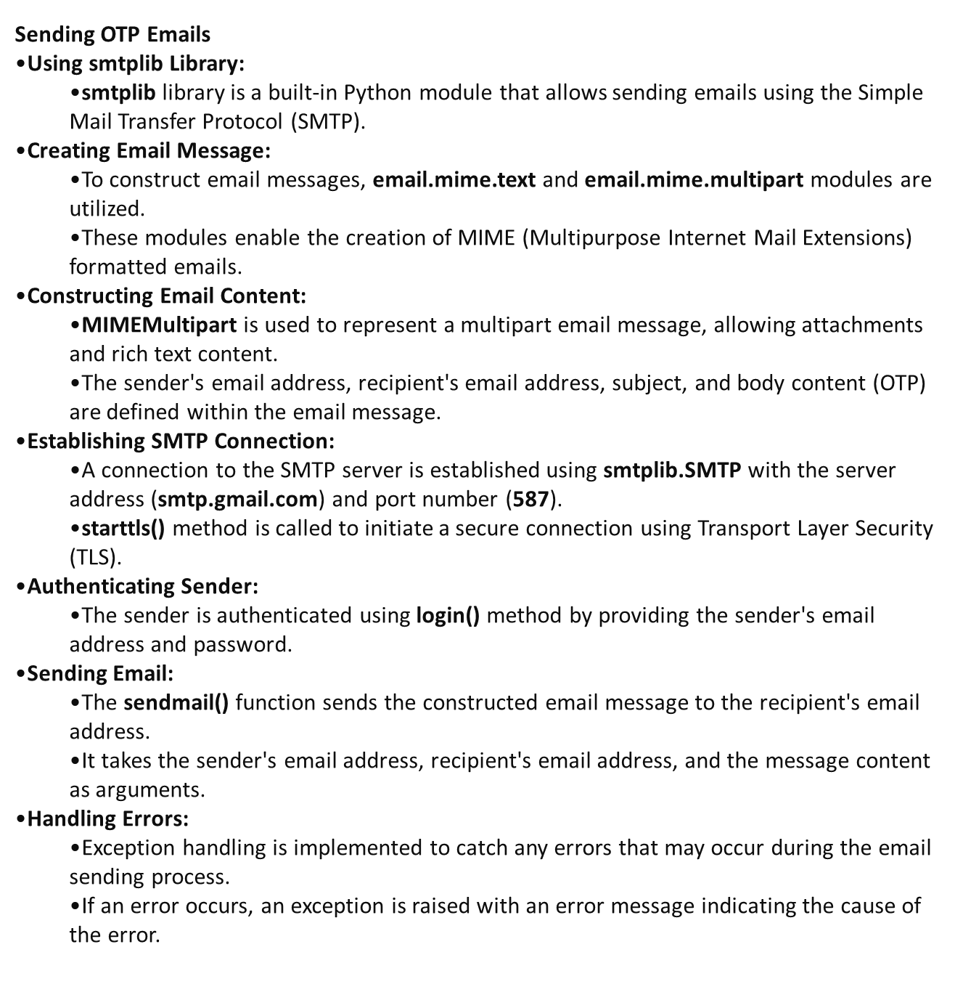 Sending OTP Emails
•Using smtplib Library:
•smtplib library is a built-in Python module that allows sending emails using the Simple
Mail Transfer Protocol (SMTP).
•Creating Email Message:
•To construct email messages, email.mime.text and email.mime.multipart modules are
utilized.
•These modules enable the creation of MIME (Multipurpose Internet Mail Extensions)
formatted emails.
•Constructing Email Content:
•MIMEMultipart is used to represent a multipart email message, allowing attachments
and rich text content.
•The sender's email address, recipient's email address, subject, and body content (OTP)
are defined within the email message.
•Establishing SMTP Connection:
•A connection to the SMTP server is established using smtplib.SMTP with the server
address (smtp.gmail.com) and port number (587).
•starttls() method is called to initiate a secure connection using Transport Layer Security
(TLS).
•Authenticating Sender:
•The sender is authenticated using login() method by providing the sender's email
address and password.
•Sending Email:
•The sendmail() function sends the constructed email message to the recipient's email
address.
•It takes the sender's email address, recipient's email address, and the message content
as arguments.
•Handling Errors:
•Exception handling is implemented to catch any errors that may occur during the email
sending process.
•If an error occurs, an exception is raised with an error message indicating the cause of
the error.